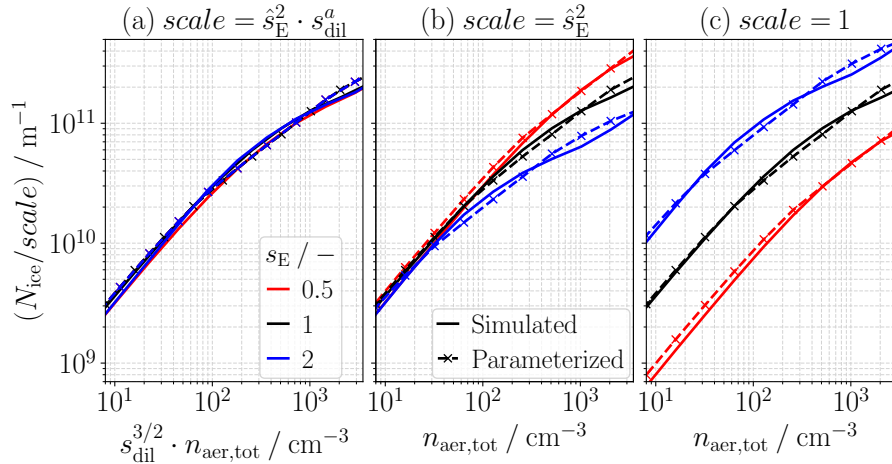 (a) scale = ŝ_E^2 · s_dil^a
(b) scale = ŝ_E^2
(c) scale = 1
(N_ice/scale) / m^−1
10^11
10^10
10^9
s_E / −
0.5
1
2
Simulated
Parameterized
10^1 10^2 10^3
10^1 10^2 10^3
10^1 10^2 10^3
s_dil^3/2 · n_aer,tot / cm^−3
n_aer,tot / cm^−3
n_aer,tot / cm^−3